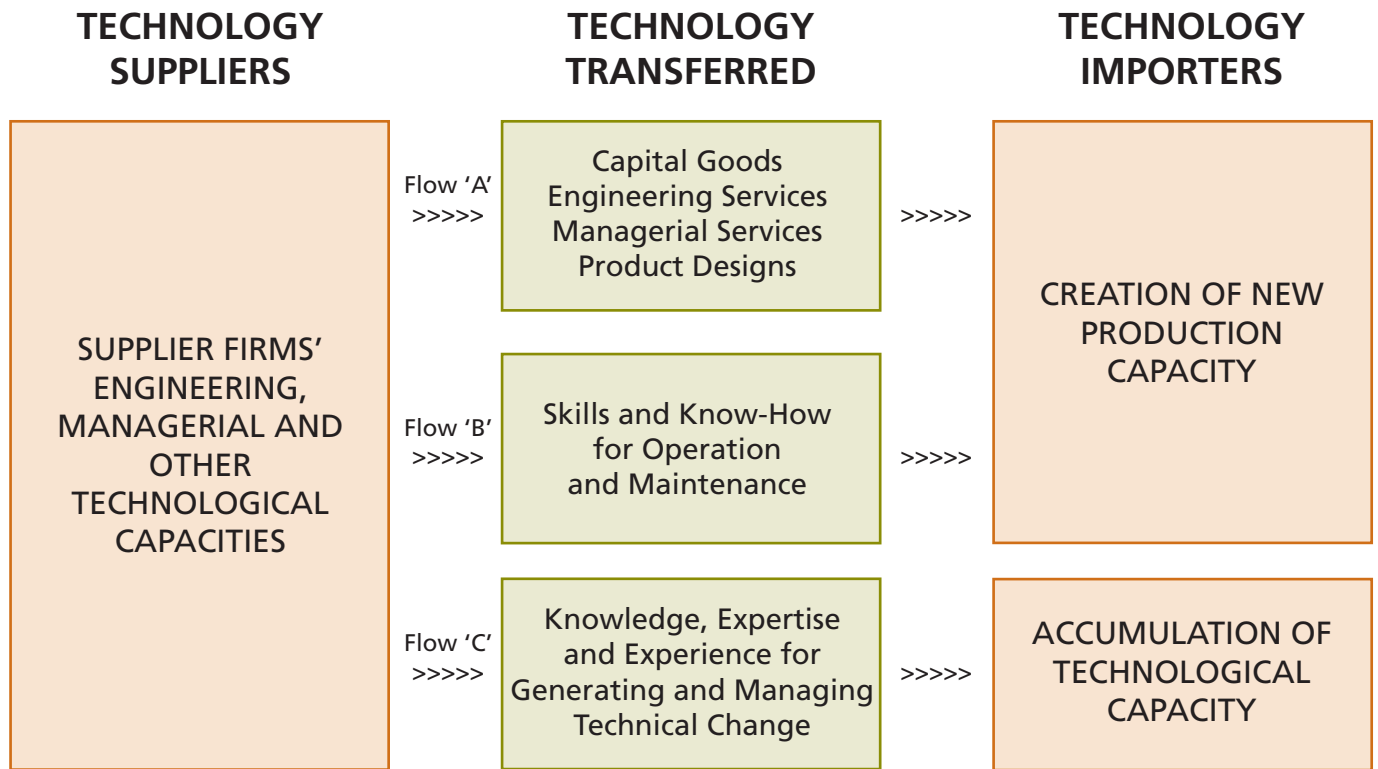 TECHNOLOGY
SUPPLIERS
TECHNOLOGY
TRANSFERRED
TECHNOLOGY
IMPORTERS
SUPPLIER FIRMS’
ENGINEERING,
MANAGERIAL AND
OTHER
TECHNOLOGICAL
CAPACITIES
Flow ‘A’
>>>>>
Capital Goods
Engineering Services
Managerial Services
Product Designs
>>>>>
Flow ‘B’
>>>>>
Skills and Know-How
for Operation
and Maintenance
>>>>>
CREATION OF NEW
PRODUCTION
CAPACITY
Flow ‘C’
>>>>>
Knowledge, Expertise
and Experience for
Generating and Managing
Technical Change
>>>>>
ACCUMULATION OF
TECHNOLOGICAL
CAPACITY